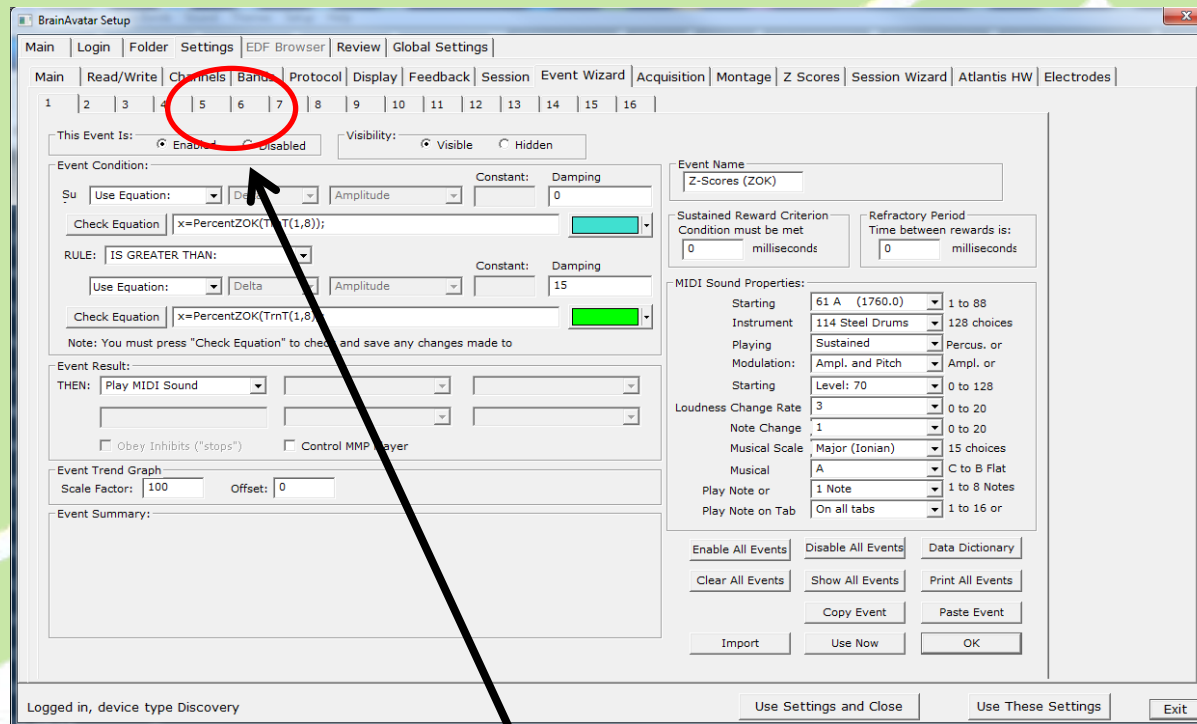 BrainAvatar Setup
Main Login Folder Settings EDF Browser Review Global Settings
Main Read/Write Channels Bands Protocol Display Feedback Session Event Wizard Acquisition Montage Z Scores Session Wizard Atlantis HW Electrodes
1 2 3 4 5 6 7 8 9 10 11 12 13 14 15 16
This Event Is: Enabled Disabled
Visibility: Visible Hidden
Event Condition:
Constant: Damping
Su Use Equation: Delta Amplitude 0
Check Equation x=PercentZOK(TrnT(1,8));
RULE: IS GREATER THAN:
Constant: Damping
Use Equation: Delta Amplitude 15
Check Equation x=PercentZOK(TrnT(1,8));
Note: You must press "Check Equation" to check and save any changes made to
Event Result:
THEN: Play MIDI Sound
Obey Inhibits ("stops") Control MMP Player
Event Trend Graph
Scale Factor: 100 Offset: 0
Event Summary:
Event Name
Z-Scores (ZOK)
Sustained Reward Criterion
Condition must be met
0 milliseconds
Refractory Period
Time between rewards is:
0 milliseconds
MIDI Sound Properties:
Starting 61 A (1760.0) 1 to 88
Instrument 114 Steel Drums 128 choices
Playing Sustained Percus. or
Modulation: Ampl. and Pitch Ampl. or
Starting Level: 70 0 to 128
Loudness Change Rate 3 0 to 20
Note Change 1 0 to 20
Musical Scale Major (Ionian) 15 choices
Musical A C to B Flat
Play Note or 1 Note 1 to 8 Notes
Play Note on Tab On all tabs 1 to 16 or
Enable All Events Disable All Events Data Dictionary
Clear All Events Show All Events Print All Events
Copy Event Paste Event
Import Use Now OK
Logged in, device type Discovery
Use Settings and Close Use These Settings Exit